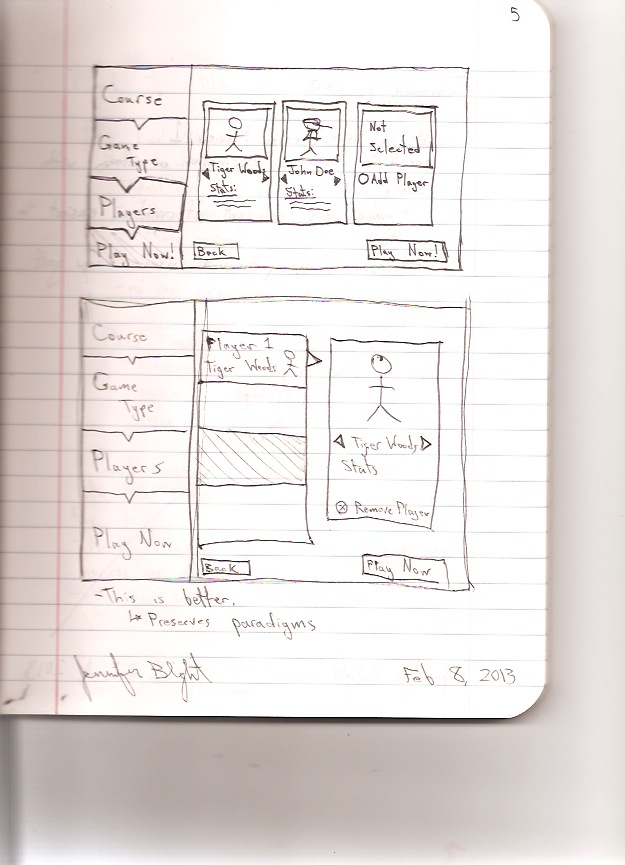 5
Course
Game
Type
Players
Play Now!
Tiger Woods
Stats:
John Doe
Stats:
Not
Selected
Add Player
Back
Play Now!
Course
Game
Type
Players
Play Now
Player 1
Tiger Woods
Tiger Woods
Stats
Remove Player
Back
Play Now
- This is better.
↳ Preserves paradigms
Jennifer
Feb 8, 2013